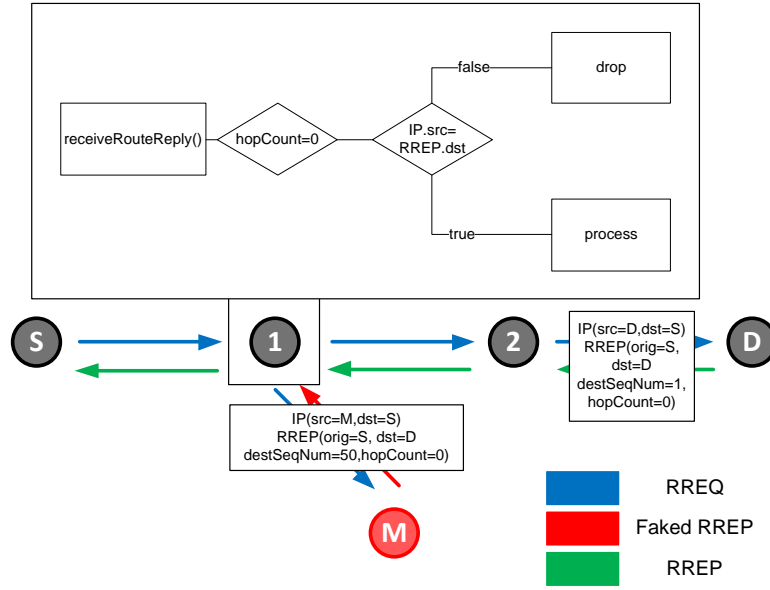 false
drop
receiveRouteReply()
hopCount=0
IP.src=
RREP.dst
true
process
S
1
2
D
IP(src=D,dst=S)
RREP(orig=S,
dst=D
destSeqNum=1,
hopCount=0)
IP(src=M,dst=S)
RREP(orig=S, dst=D
destSeqNum=50,hopCount=0)
M
RREQ
Faked RREP
RREP